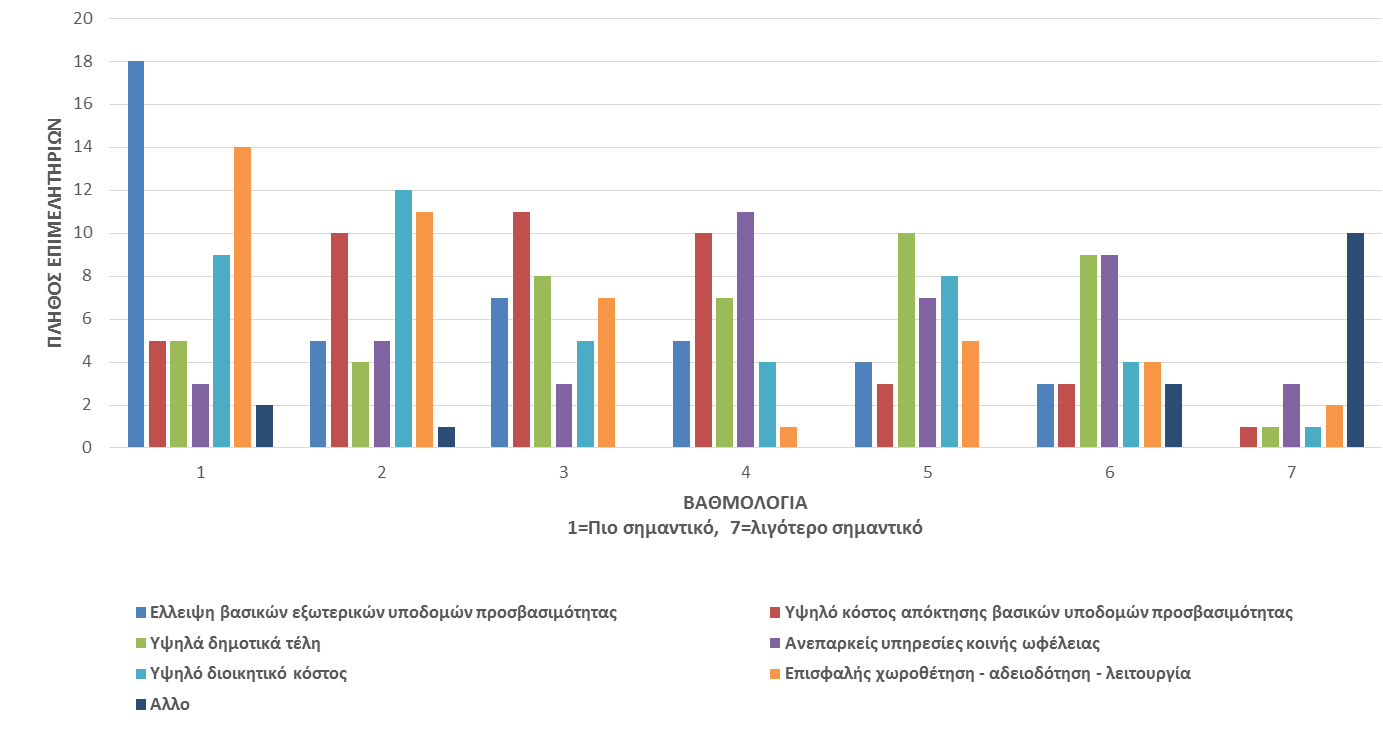 20
18
16
14
12
10
8
6
4
2
0
ΠΛΗΘΟΣ ΕΠΙΜΕΛΗΤΗΡΙΩΝ
1 2 3 4 5 6 7
ΒΑΘΜΟΛΟΓΙΑ
1=Πιο σημαντικό, 7=λιγότερο σημαντικό
Ελλειψη βασικών εξωτερικών υποδομών προσβασιμότητας
Υψηλό κόστος απόκτησης βασικών υποδομών προσβασιμότητας
Υψηλά δημοτικά τέλη
Ανεπαρκείς υπηρεσίες κοινής ωφέλειας
Υψηλό διοικητικό κόστος
Επισφαλής χωροθέτηση - αδειοδότηση - λειτουργία
Αλλο